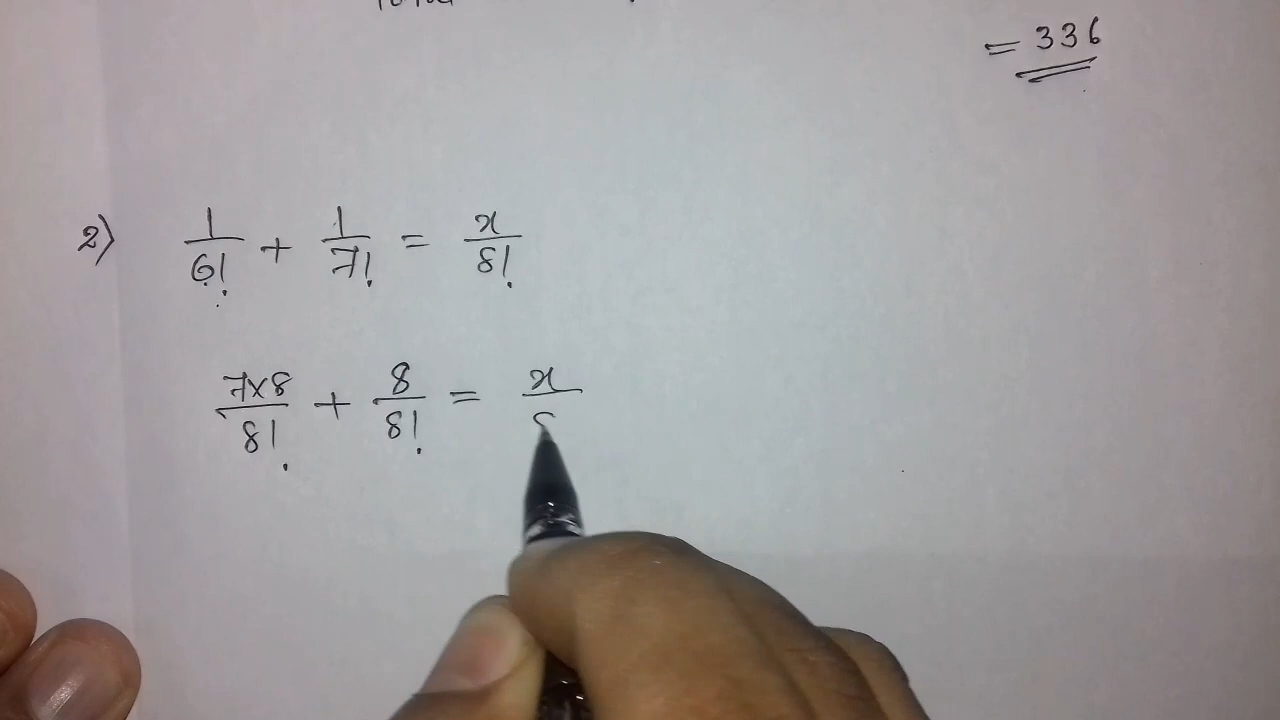 = 336
2) 1/6! + 1/7! = x/8!
7x8/8! + 8/8! = x/